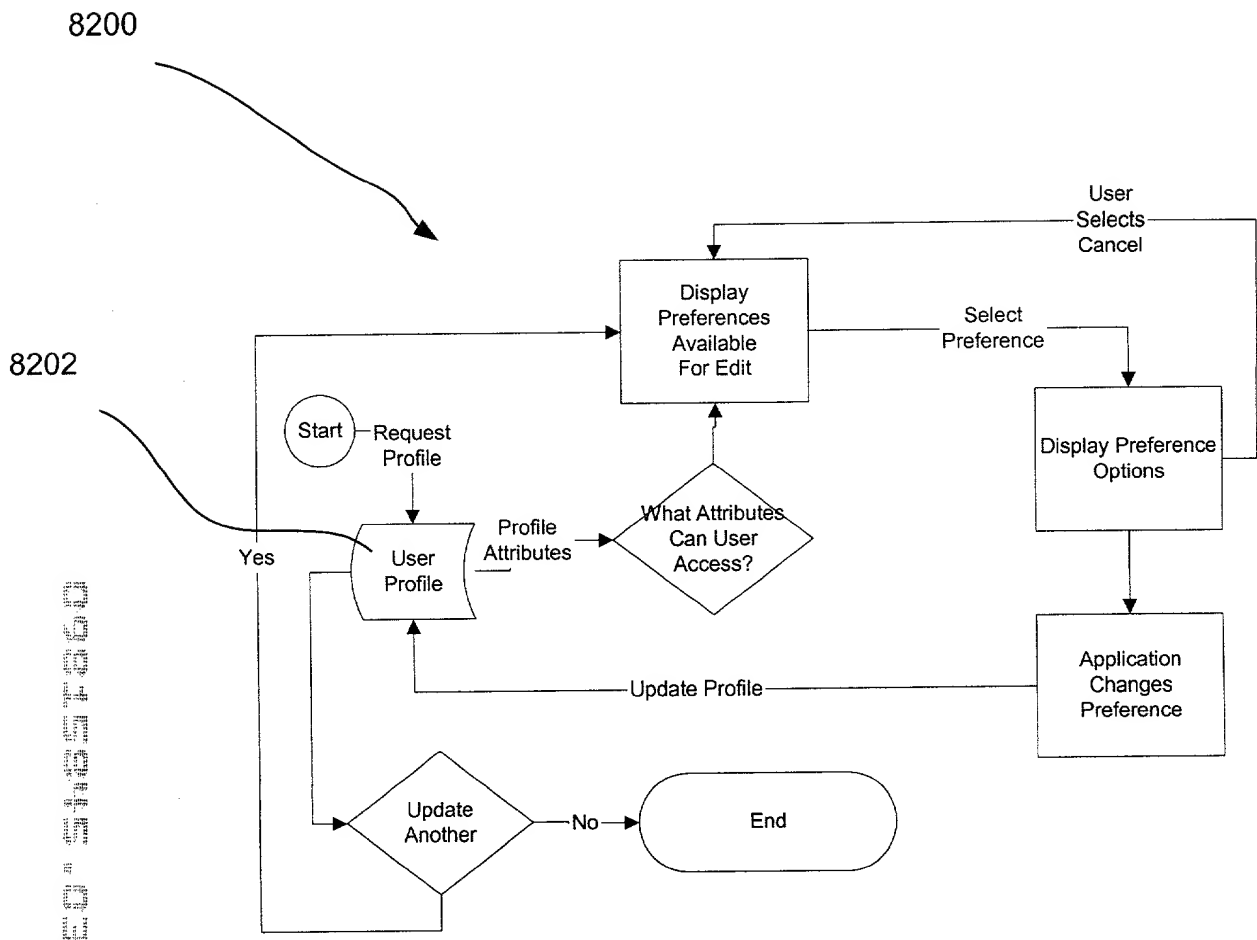 8200
User
Selects
Cancel
Display
Preferences
Available
For Edit
Select
Preference
8202
Start
Request
Profile
Display Preference
Options
What Attributes
Can User
Access?
Profile
Attributes
User
Profile
Yes
Application
Changes
Preference
Update Profile
Update
Another
No
End